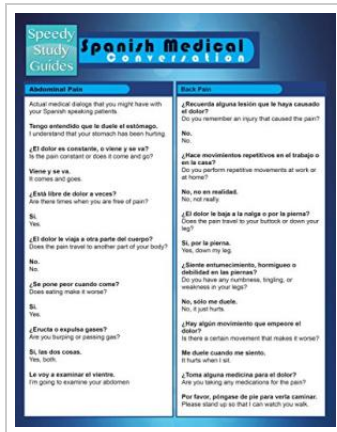 Speedy
Study
Guides
Spanish Medical
Conversation
Abdominal Pain
Actual medical dialogs that you might have with
your Spanish speaking patients.
Tengo entendido que le duele el estómago.
I understand that your stomach has been hurting.
¿El dolor es constante, o viene y se va?
Is the pain constant or does it come and go?
Viene y se va.
It comes and goes.
¿Está libre de dolor a veces?
Are there times when you are free of pain?
Sí.
Yes.
¿El dolor le viaja a otra parte del cuerpo?
Does the pain travel to another part of your body?
No.
No.
¿Se pone peor cuando come?
Does eating make it worse?
Sí.
Yes.
¿Eructa o expulsa gases?
Are you burping or passing gas?
Sí, las dos cosas.
Yes, both.
Le voy a examinar el vientre.
I'm going to examine your abdomen
Back Pain
¿Recuerda alguna lesión que le haya causado
el dolor?
Do you remember an injury that caused the pain?
No.
No.
¿Hace movimientos repetitivos en el trabajo o
en la casa?
Do you perform repetitive movements at work or
at home?
No, no en realidad.
No, not really.
¿El dolor le baja a la nalga o por la pierna?
Does the pain travel to your buttock or down your
leg?
Sí, por la pierna.
Yes, down my leg.
¿Siente entumecimiento, hormigueo o
debilidad en las piernas?
Do you have any numbness, tingling, or
weakness in your legs?
No, sólo me duele.
No, it just hurts.
¿Hay algún movimiento que empeore el
dolor?
Is there a certain movement that makes it worse?
Me duele cuando me siento.
It hurts when I sit.
¿Toma alguna medicina para el dolor?
Are you taking any medications for the pain?
Por favor, póngase de pie para verla caminar.
Please stand up so that I can watch you walk.